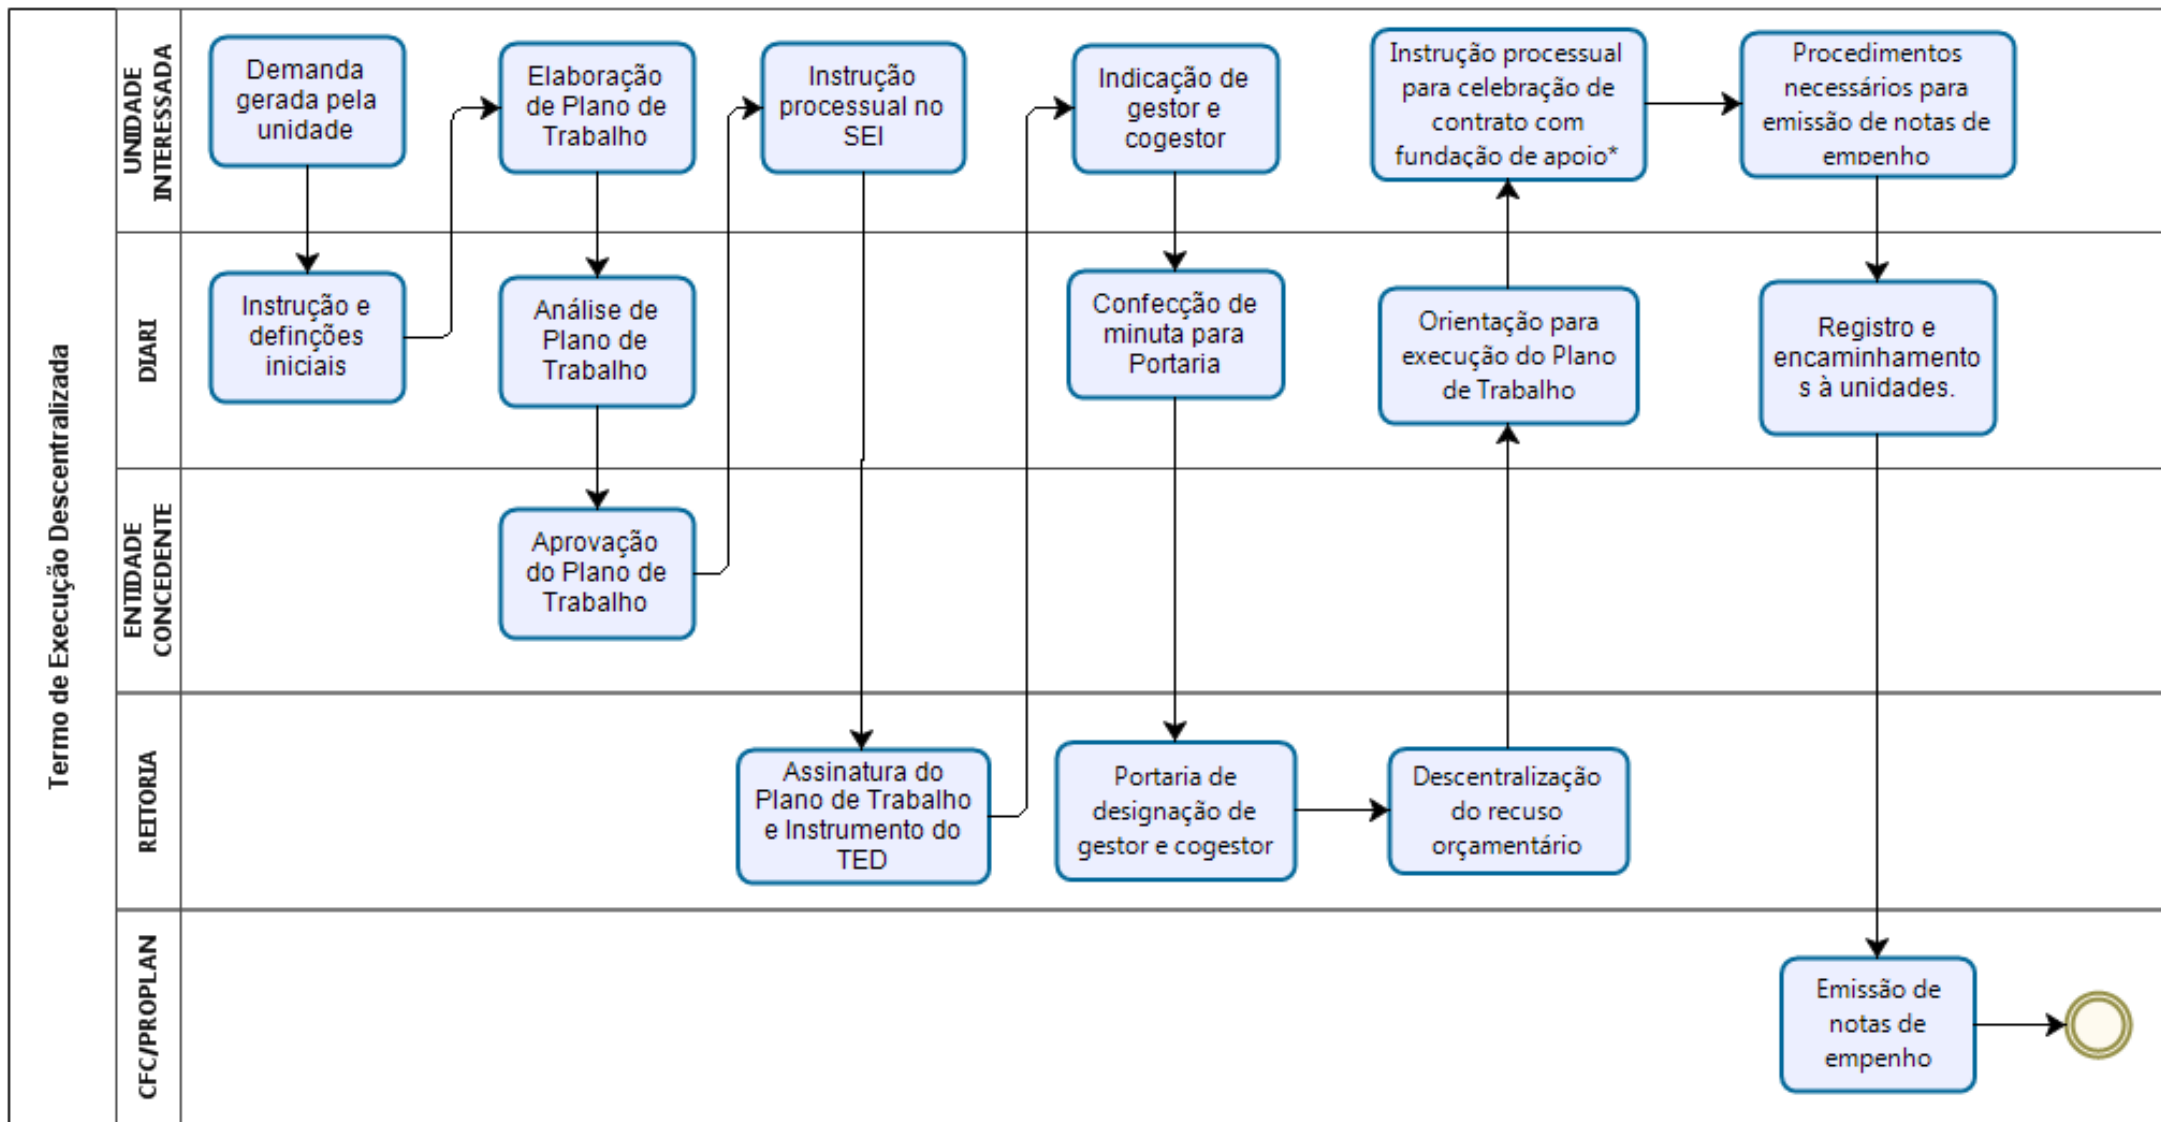 Termo de Execução Descentralizada
UNIDADE
INTERESSADA
Demanda
gerada pela
unidade
Elaboração
de Plano de
Trabalho
Instrução
processual no
SEI
Indicação de
gestor e
cogestor
Instrução processual
para celebração de
contrato com
fundação de apoio*
Procedimentos
necessários para
emissão de notas de
empenho
DIARI
Instrução e
definções
iniciais
Análise de
Plano de
Trabalho
Confecção de
minuta para
Portaria
Orientação para
execução do Plano
de Trabalho
Registro e
encaminhamento
s à unidades.
ENTIDADE
CONCEDENTE
Aprovação
do Plano de
Trabalho
REITORIA
Assinatura do
Plano de Trabalho
e Instrumento do
TED
Portaria de
designação de
gestor e cogestor
Descentralização
do recuso
orçamentário
CFC/PROPLAN
Emissão de
notas de
empenho